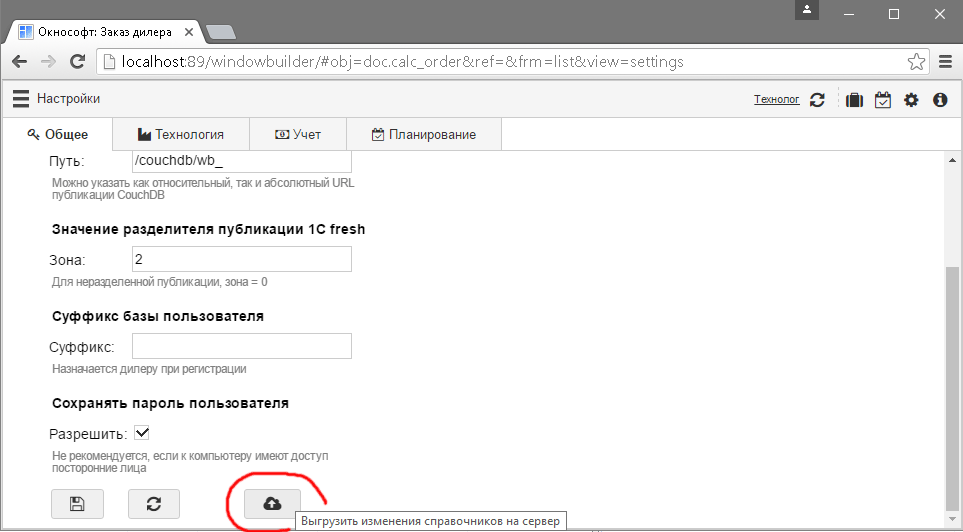 Окнософт: Заказ дилера
localhost:89/windowbuilder/#obj=doc.calc_order&ref=&frm=list&view=settings
Настройки
Технолог
Общее
Технология
Учет
Планирование
Путь:
/couchdb/wb_
Можно указать как относительный, так и абсолютный URL
публикации CouchDB
Значение разделителя публикации 1С fresh
Зона:
2
Для неразделенной публикации, зона = 0
Суффикс базы пользователя
Суффикс:
Назначается дилеру при регистрации
Сохранять пароль пользователя
Разрешить:
Не рекомендуется, если к компьютеру имеют доступ
посторонние лица
Выгрузить изменения справочников на сервер